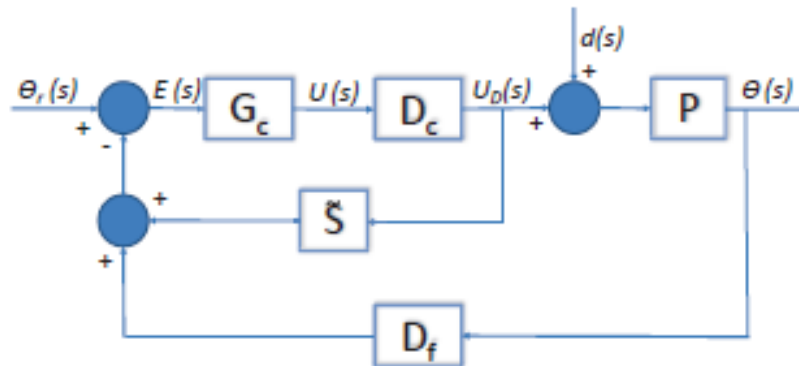 d(s)
Θr(s) E(s) U(s) UD(s) + Θ(s)
+ Gc Dc + P
-
+ S̃
+
Df